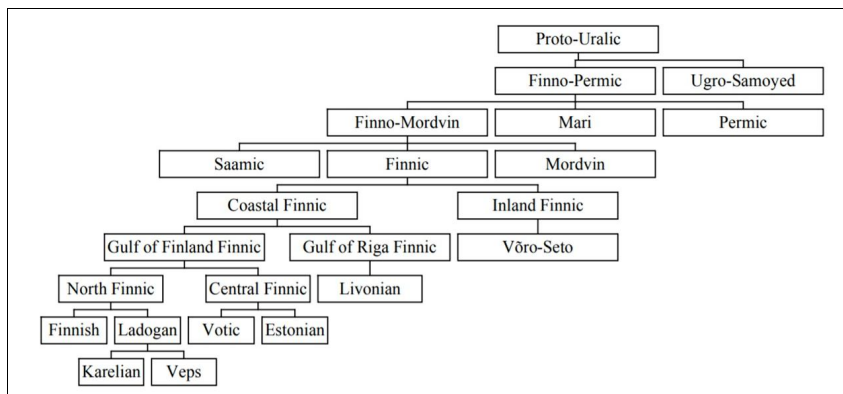 Proto-Uralic
Finno-Permic Ugro-Samoyed
Finno-Mordvin Mari Permic
Saamic Finnic Mordvin
Coastal Finnic Inland Finnic
Gulf of Finland Finnic Gulf of Riga Finnic Võro-Seto
North Finnic Central Finnic Livonian
Finnish Ladogan Votic Estonian
Karelian Veps